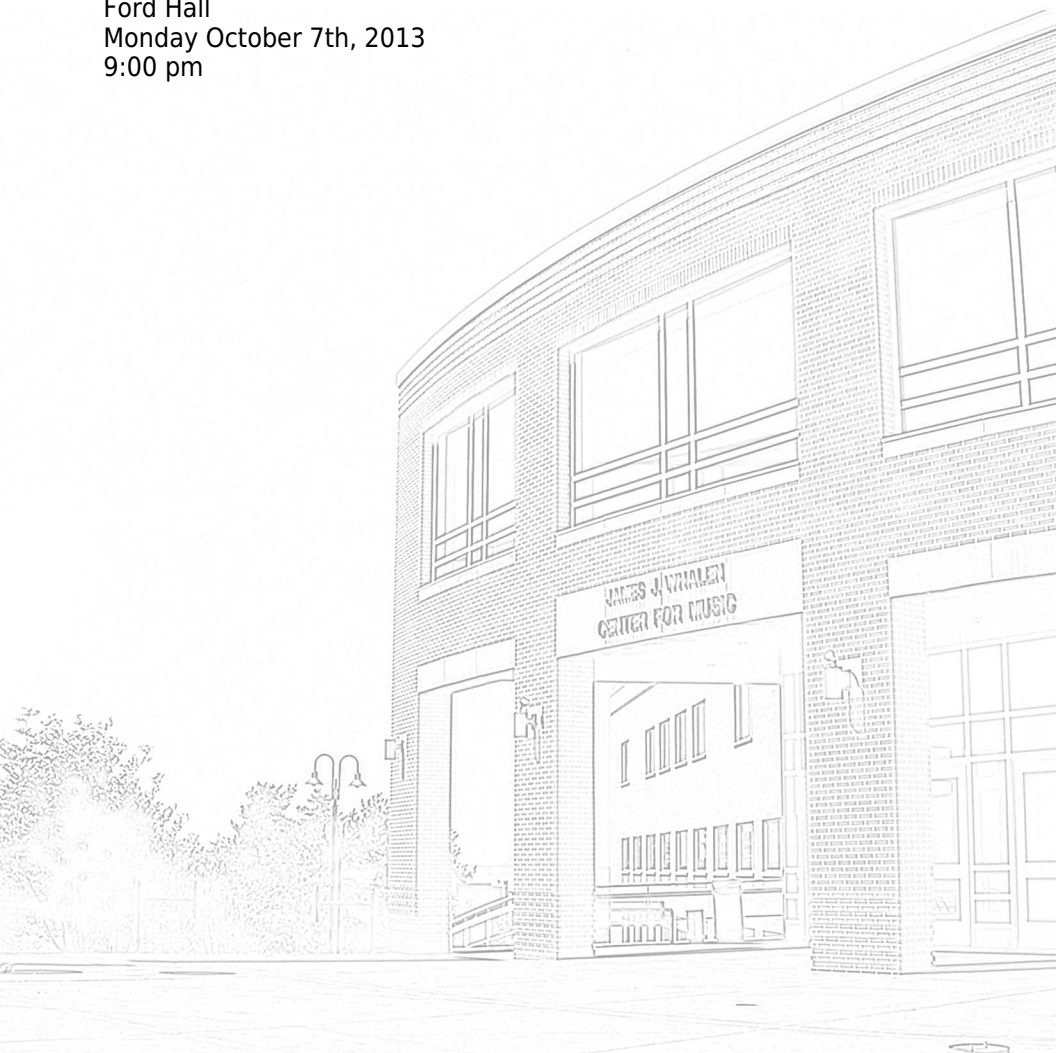 Ford Hall
Monday October 7th, 2013
9:00 pm
JAMES J. WHALEN
CENTER FOR MUSIC